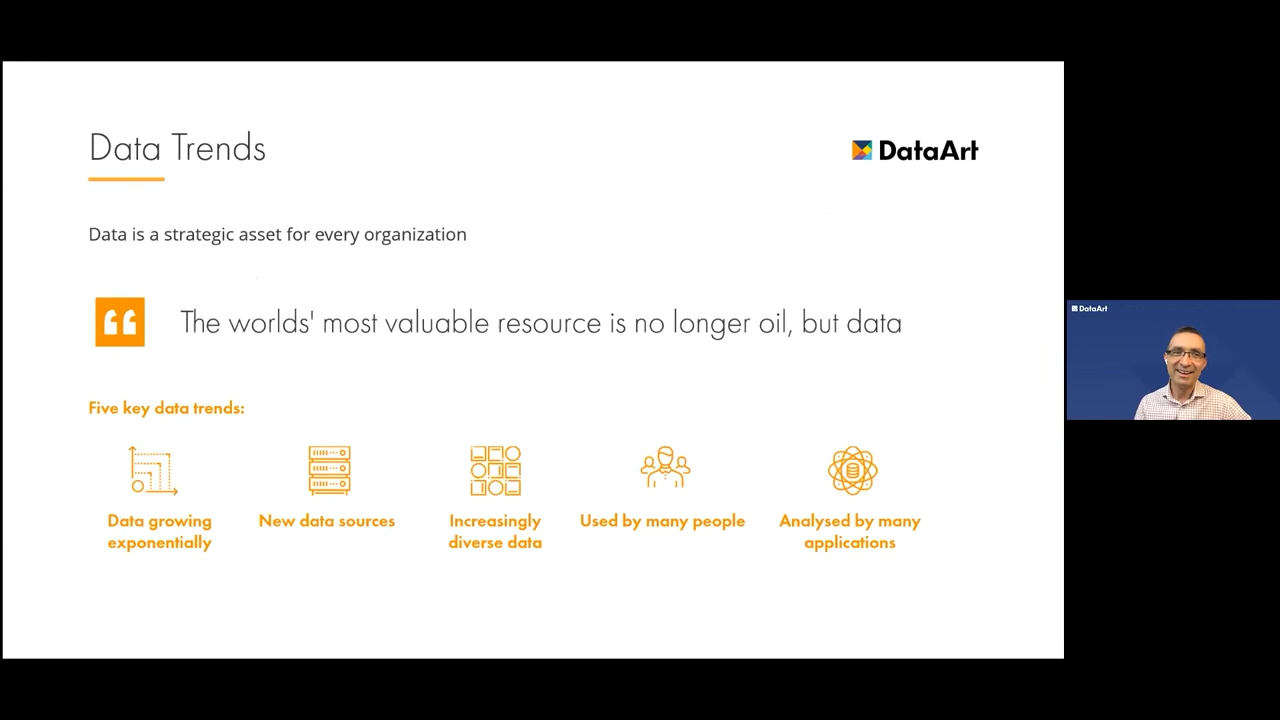 Data Trends
DataArt
Data is a strategic asset for every organization
The worlds' most valuable resource is no longer oil, but data
Five key data trends:
Data growing
exponentially
New data sources
Increasingly
diverse data
Used by many people
Analysed by many
applications
DataArt